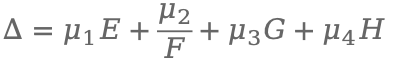 Δ = μ₁E + μ₂/F + μ₃G + μ₄H